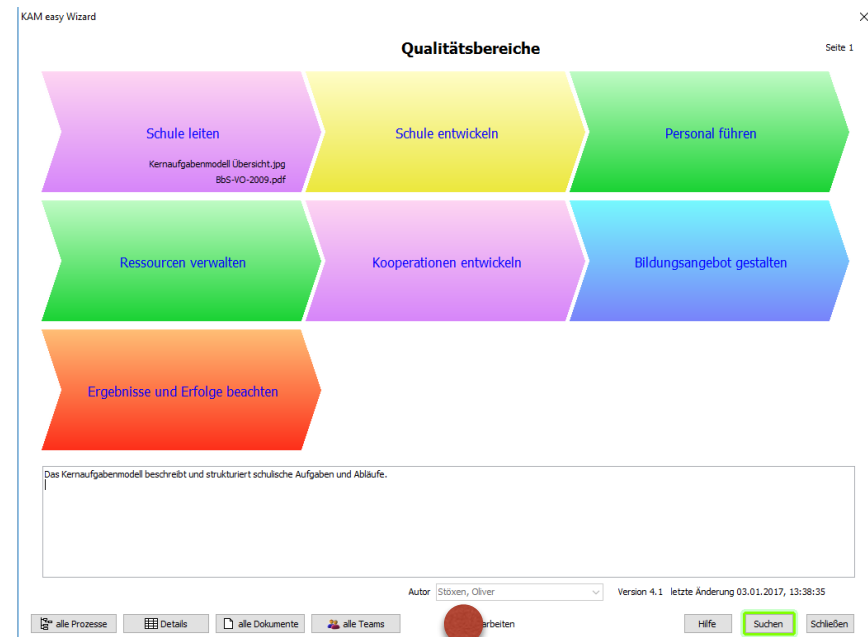 KAM easy Wizard
Qualitätsbereiche
Seite 1
Schule leiten
Kernaufgabenmodell Übersicht.jpg
BbS-VO-2009.pdf
Schule entwickeln
Personal führen
Ressourcen verwalten
Kooperationen entwickeln
Bildungsangebot gestalten
Ergebnisse und Erfolge beachten
Das Kernaufgabenmodell beschreibt und strukturiert schulische Aufgaben und Abläufe.
Autor Stöxen, Oliver Version 4.1 letzte Änderung 03.01.2017, 13:38:35
alle Prozesse Details alle Dokumente alle Teams arbeiten Hilfe Suchen Schließen